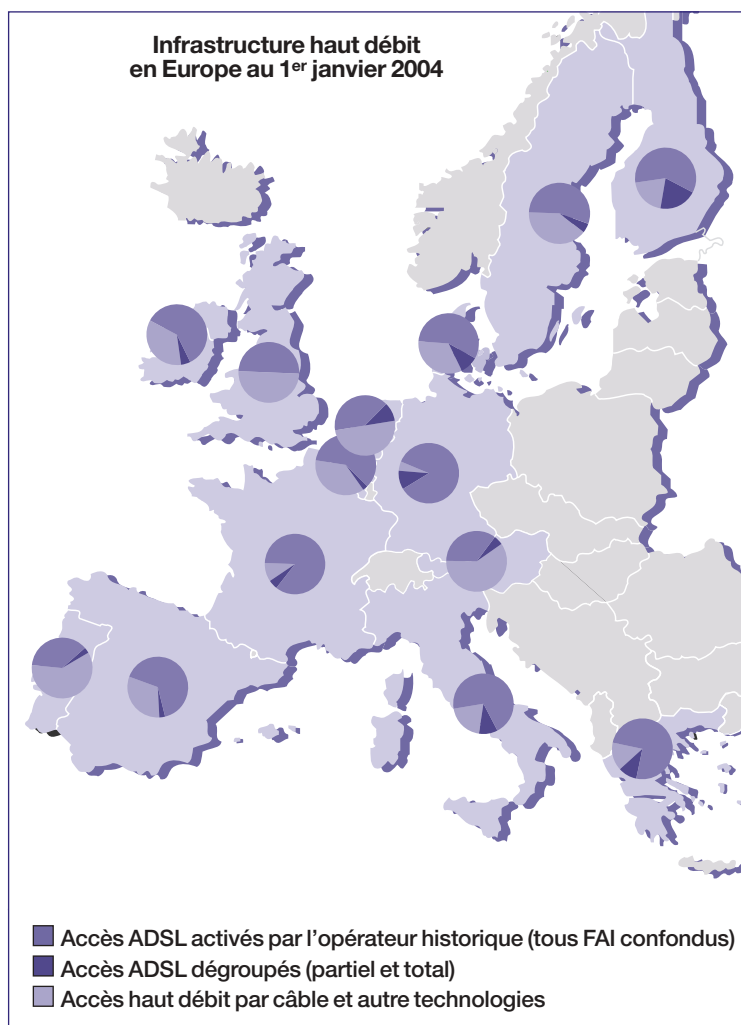 Infrastructure haut débit
en Europe au 1er janvier 2004
Accès ADSL activés par l’opérateur historique (tous FAI confondus)
Accès ADSL dégroupés (partiel et total)
Accès haut débit par câble et autre technologies